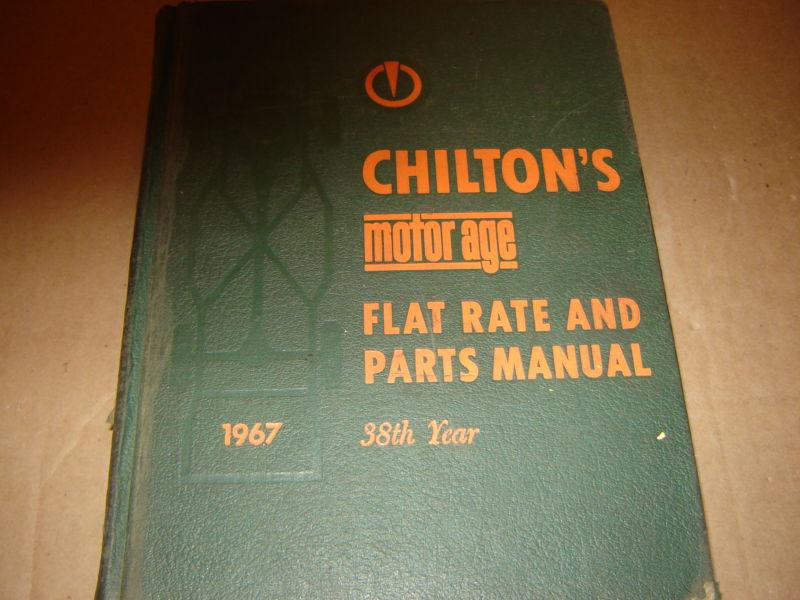 CHILTON'S
motor age
FLAT RATE AND
PARTS MANUAL
1967
38th Year